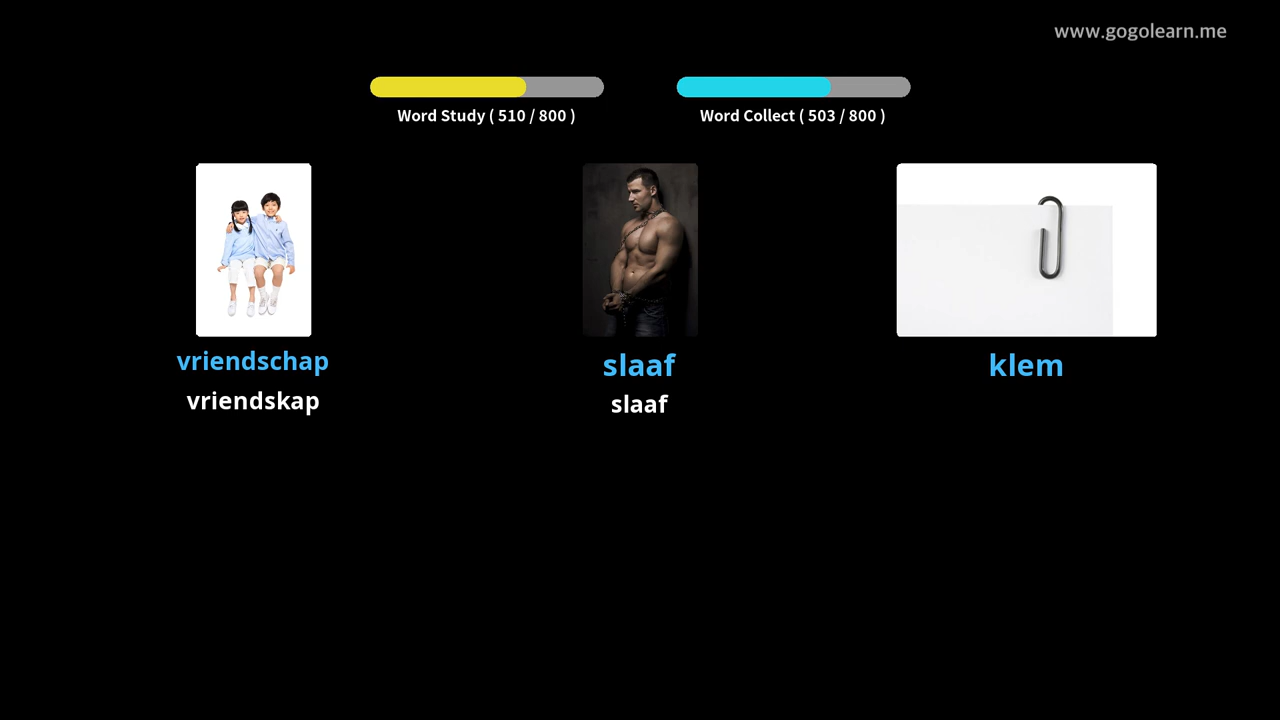 www.gogolearn.me
Word Study ( 510 / 800 )
Word Collect ( 503 / 800 )
vriendschap
vriendskap
slaaf
slaaf
klem